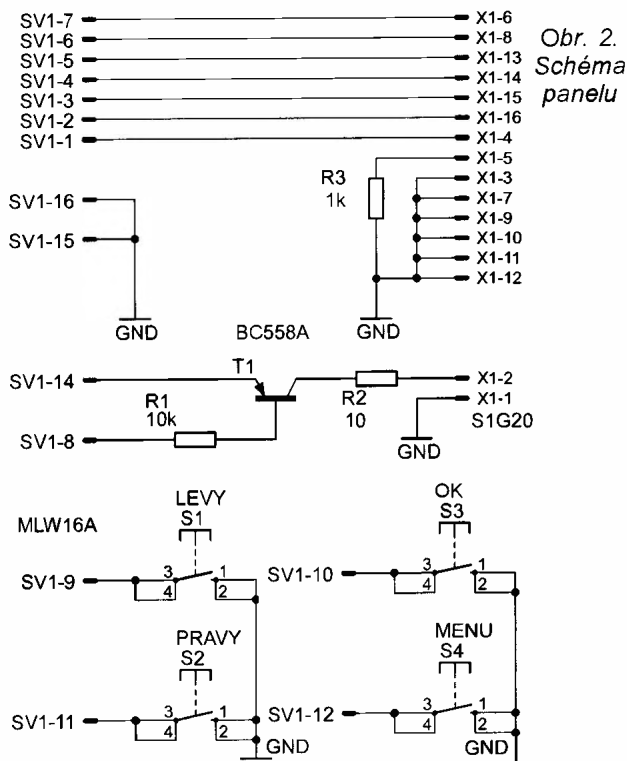 SV1-7 X1-6
SV1-6 X1-8
SV1-5 X1-13
SV1-4 X1-14
SV1-3 X1-15
SV1-2 X1-16
SV1-1 X1-4
Obr. 2.
Schéma
panelu
X1-5
R3 X1-3
1k X1-7
SV1-16 X1-9
SV1-15 X1-10
X1-11
X1-12
GND GND
BC558A
T1
SV1-14 X1-2
R1 R2 X1-1
10k 10 S1G20
SV1-8 GND
LEVY OK
S1 S3
MLW16A
SV1-9 3 1 SV1-10 3 1
4 2 4 2
PRAVY MENU
S2 S4
SV1-11 3 1 SV1-12 3 1
4 2 4 2
GND GND